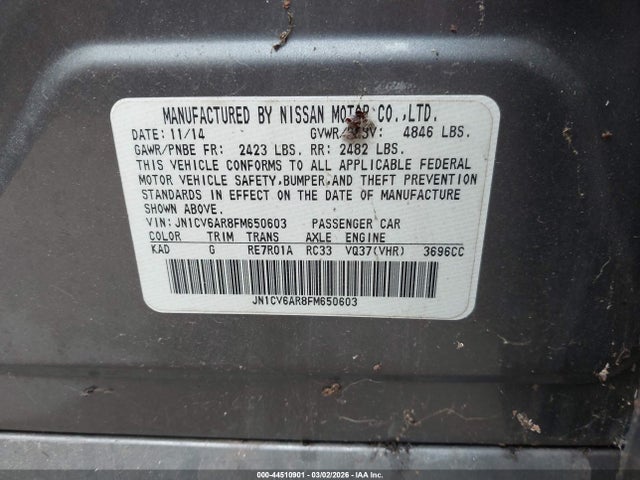 MANUFACTURED BY NISSAN MOTOR CO.,LTD.
DATE: 11/14 GVWR/ 4846 LBS.
GAWR/PNBE FR: 2423 LBS. RR: 2482 LBS.
THIS VEHICLE CONFORMS TO ALL APPLICABLE FEDERAL
MOTOR VEHICLE SAFETY,BUMPER,AND THEFT PREVENTION
STANDARDS IN EFFECT ON THE DATE OF MANUFACTURE
SHOWN ABOVE.
VIN: JN1CV6AR8FM650603 PASSENGER CAR
COLOR TRIM TRANS AXLE ENGINE
KAD G RE7R01A RC33 VQ37(VHR) 3696CC
JN1CV6AR8FM650603
000-44510901 - 03/02/2026 - IAA Inc.